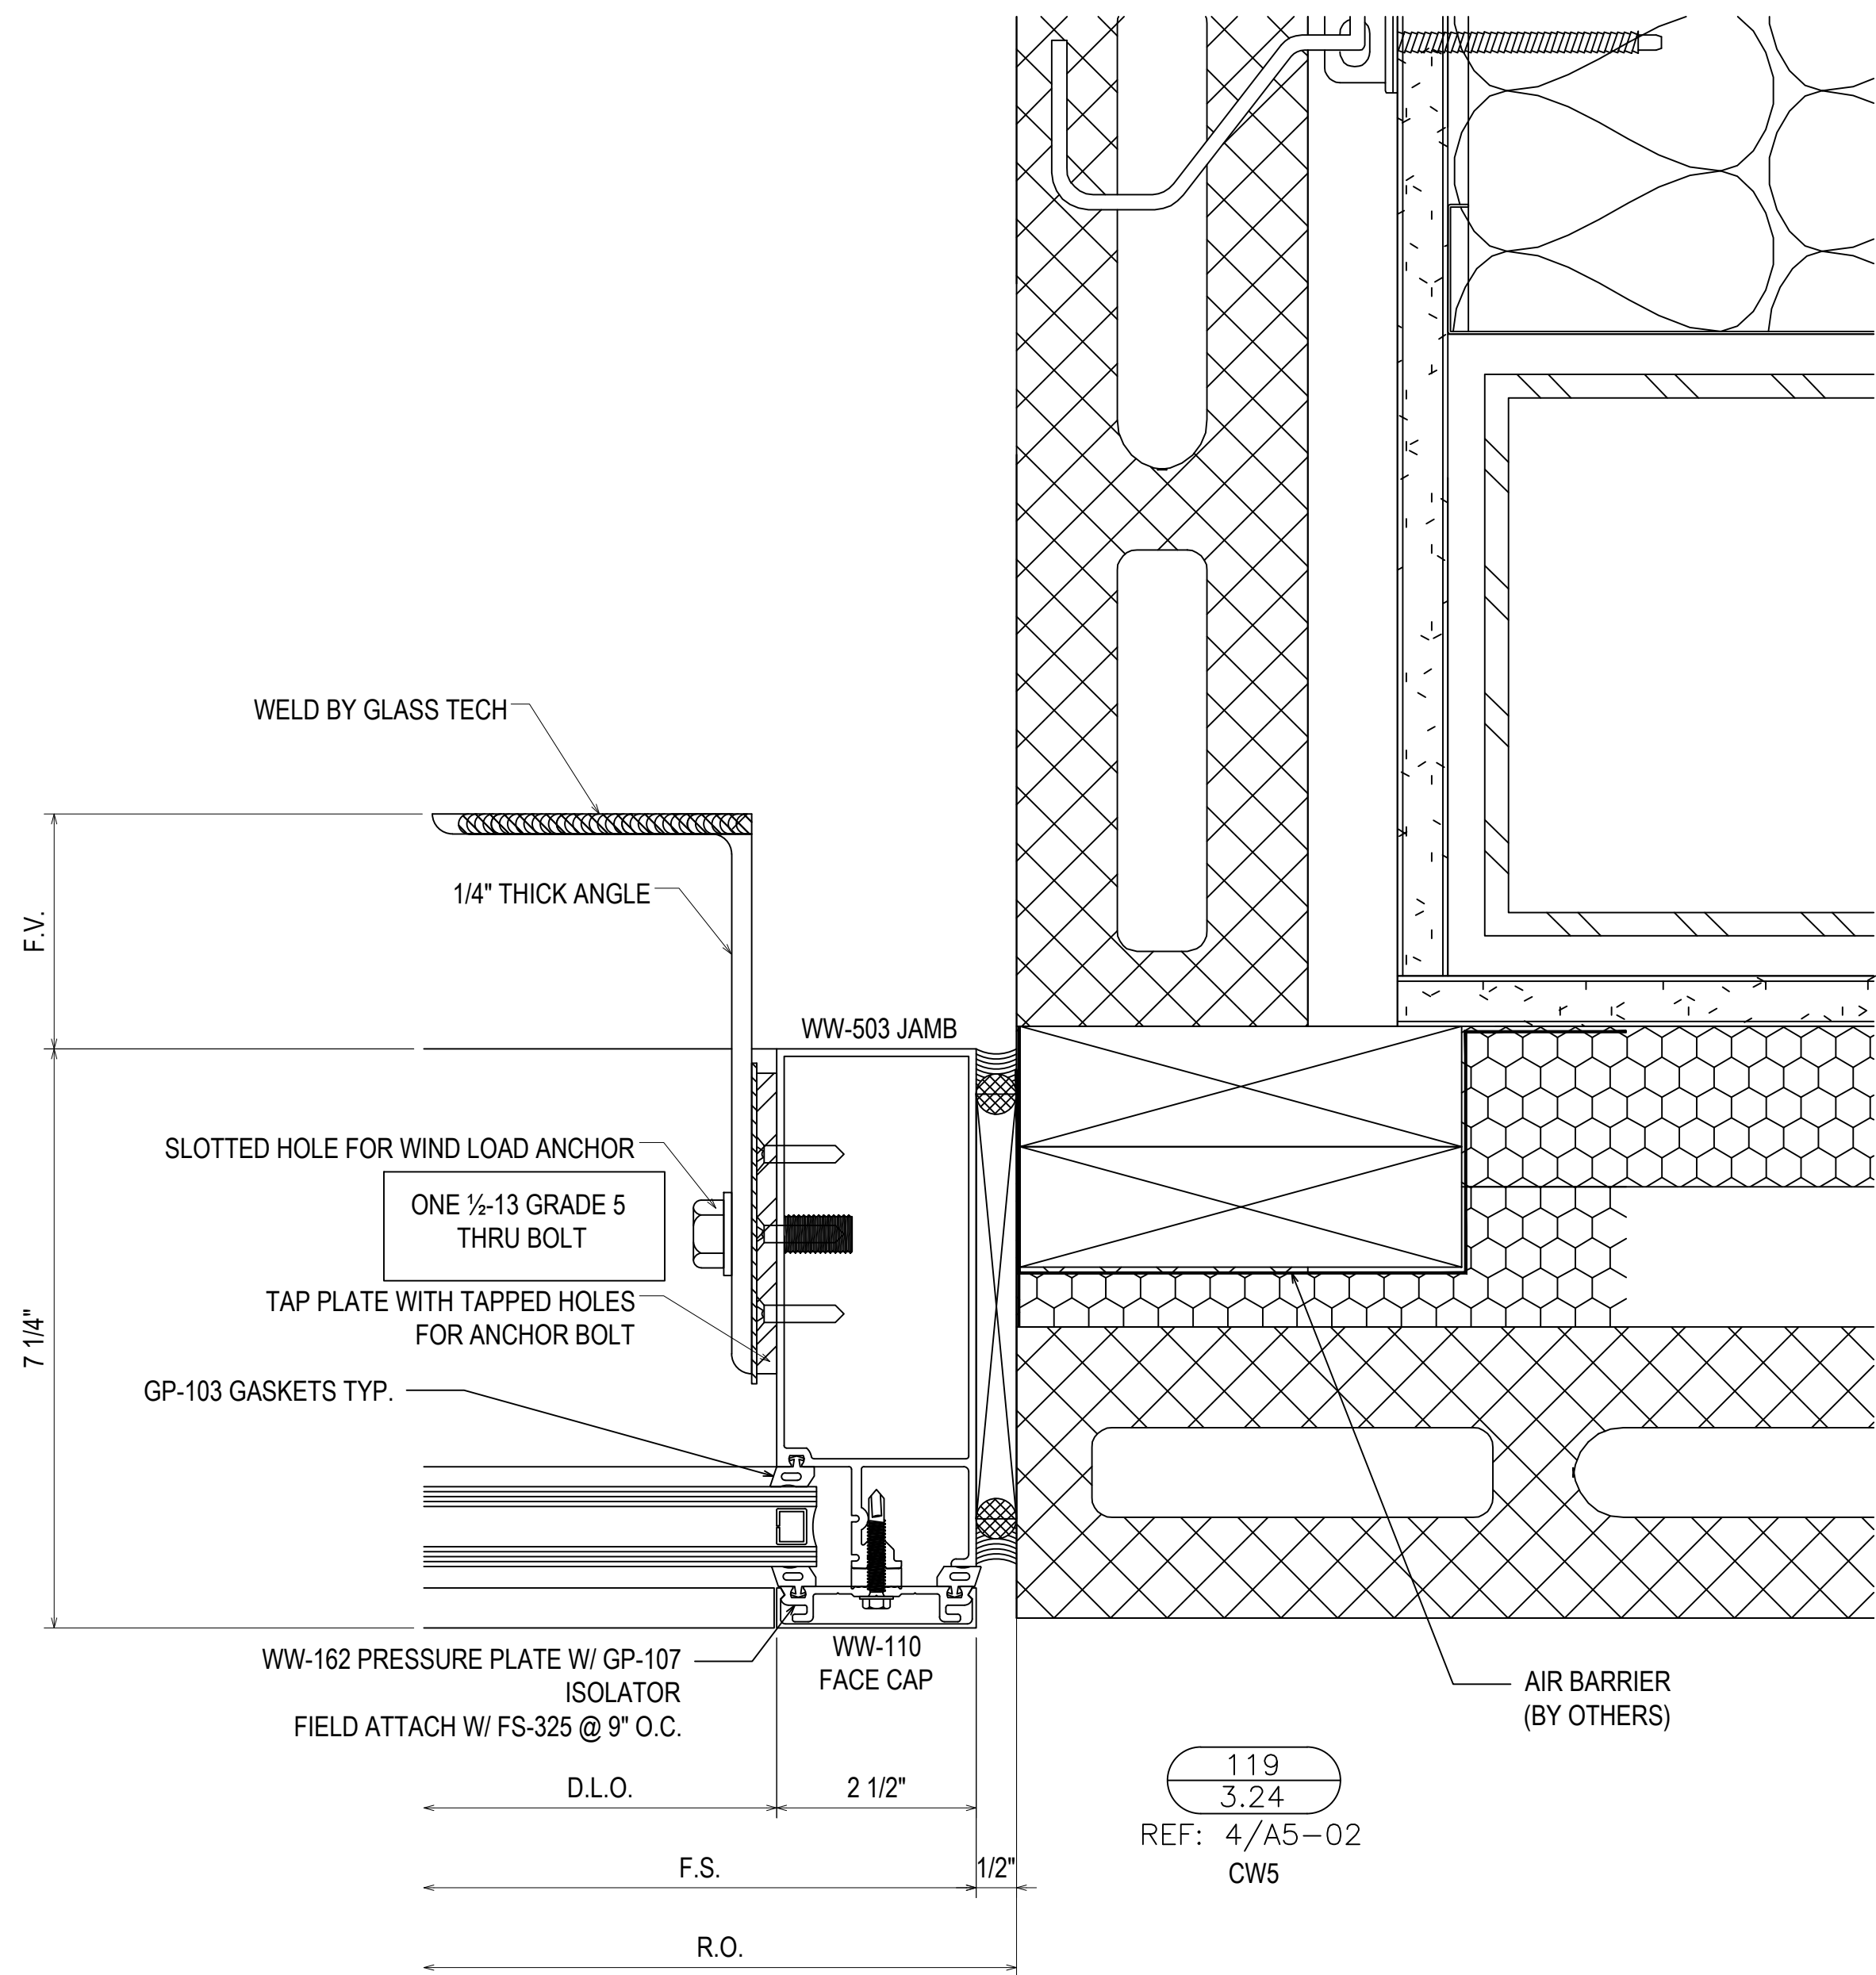 WELD BY GLASS TECH
1/4" THICK ANGLE
F.V.
WW-503 JAMB
SLOTTED HOLE FOR WIND LOAD ANCHOR
ONE ½-13 GRADE 5
THRU BOLT
TAP PLATE WITH TAPPED HOLES
FOR ANCHOR BOLT
7 1/4"
GP-103 GASKETS TYP.
WW-162 PRESSURE PLATE W/ GP-107
ISOLATOR
FIELD ATTACH W/ FS-325 @ 9" O.C.
WW-110
FACE CAP
AIR BARRIER
(BY OTHERS)
D.L.O.
2 1/2"
119
3.24
REF: 4/A5-02
CW5
F.S.
1/2"
R.O.